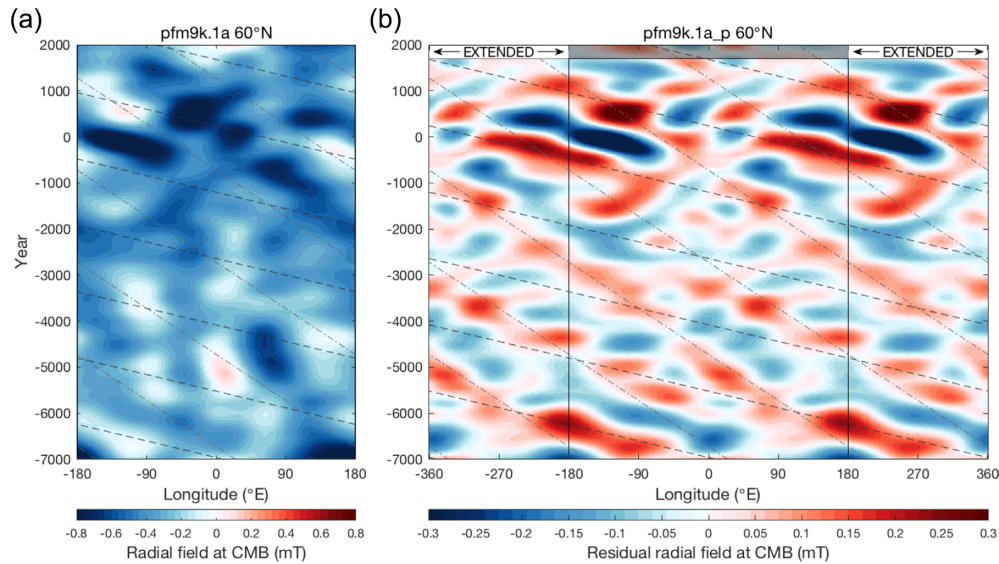 (a)
pfm9k.1a 60°N
2000
1000
0
-1000
-2000
-3000
-4000
-5000
-6000
-7000
Year
-180 -90 0 90 180
Longitude (°E)
-0.8 -0.6 -0.4 -0.2 0 0.2 0.4 0.6 0.8
Radial field at CMB (mT)
(b)
pfm9k.1a_p 60°N
EXTENDED EXTENDED
2000
1000
0
-1000
-2000
-3000
-4000
-5000
-6000
-7000
-360 -270 -180 -90 0 90 180 270 360
Longitude (°E)
-0.3 -0.25 -0.2 -0.15 -0.1 -0.05 0 0.05 0.1 0.15 0.2 0.25 0.3
Residual radial field at CMB (mT)